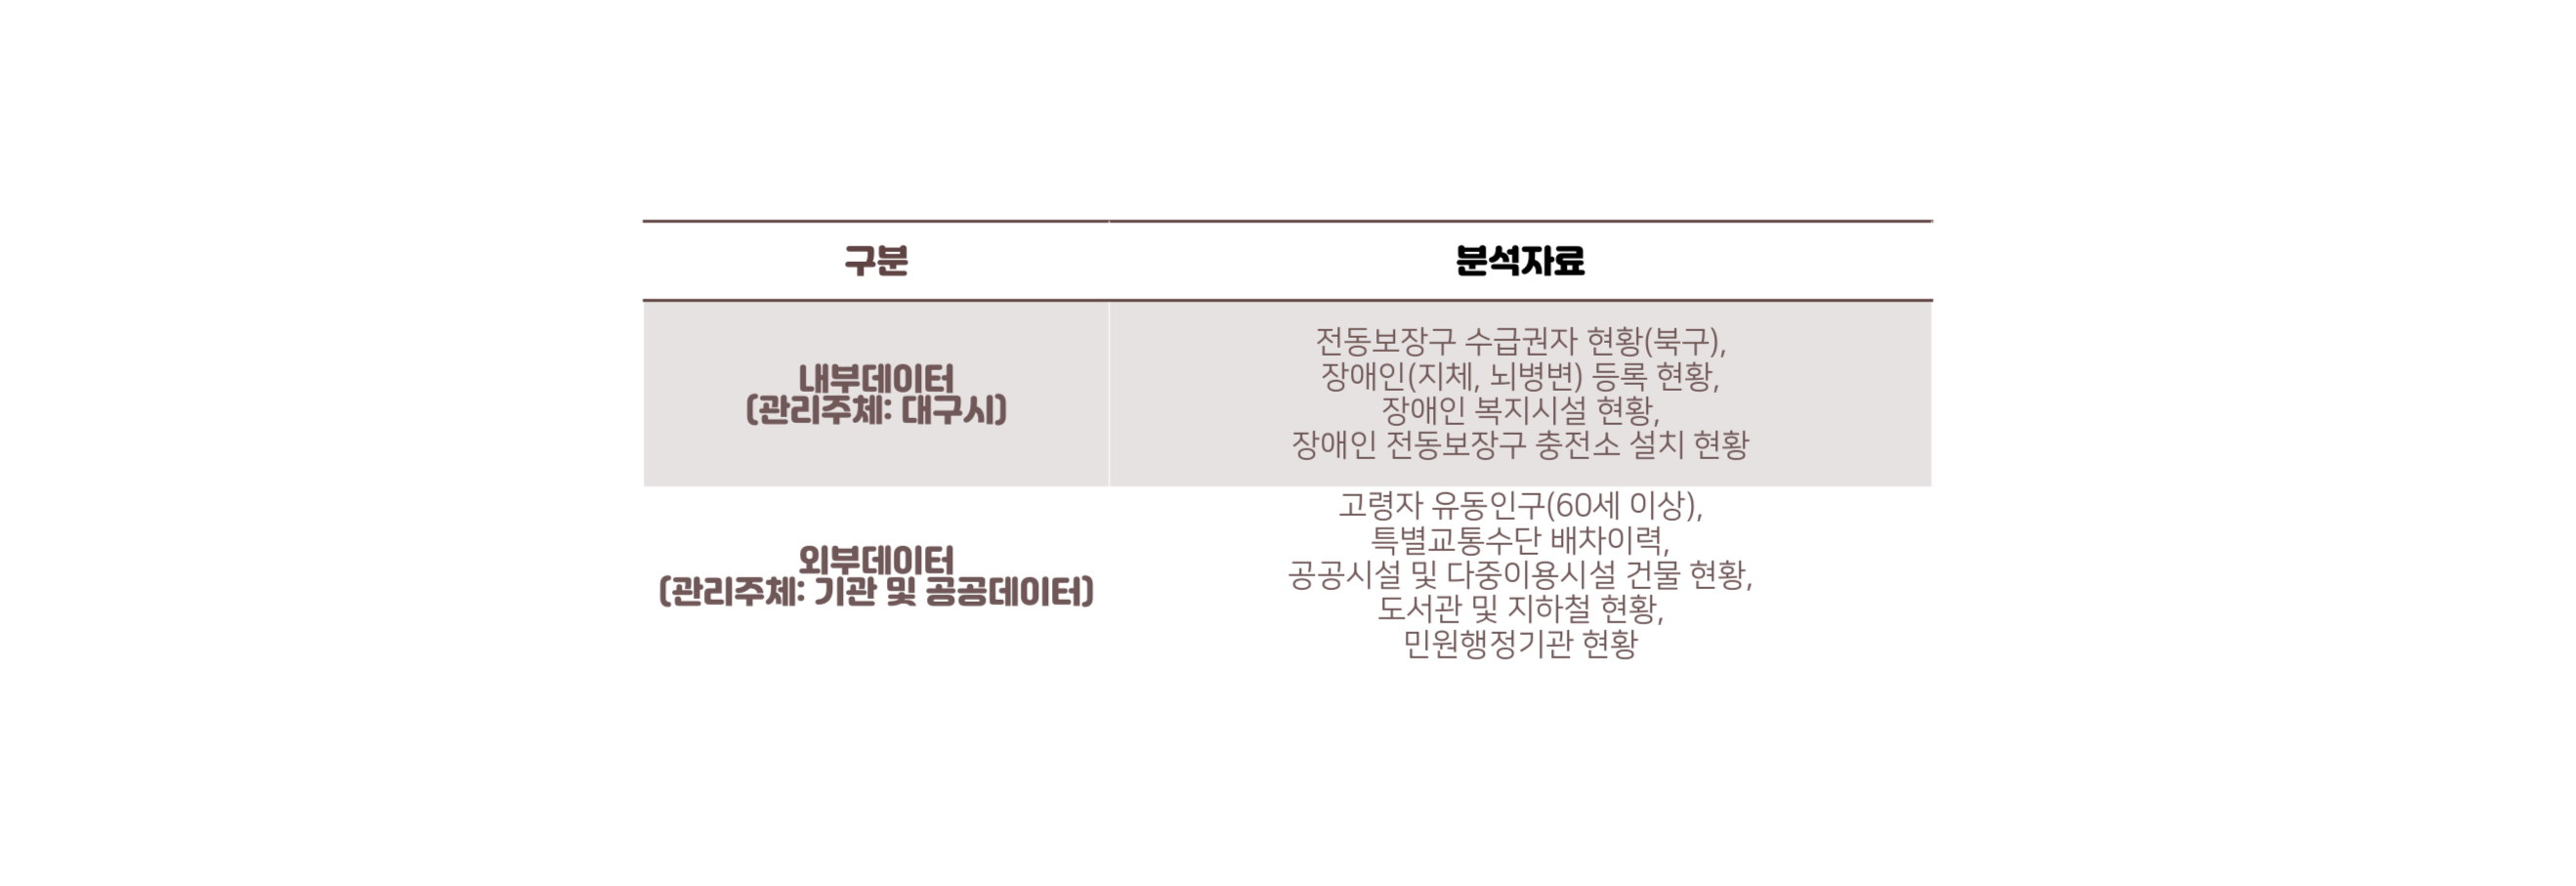 구분
분석자료
내부데이터
(관리주체: 대구시)
전동보장구 수급권자 현황(북구),
장애인(지체, 뇌병변) 등록 현황,
장애인 복지시설 현황,
장애인 전동보장구 충전소 설치 현황
외부데이터
(관리주체: 기관 및 공공데이터)
고령자 유동인구(60세 이상),
특별교통수단 배차이력,
공공시설 및 다중이용시설 건물 현황,
도서관 및 지하철 현황,
민원행정기관 현황